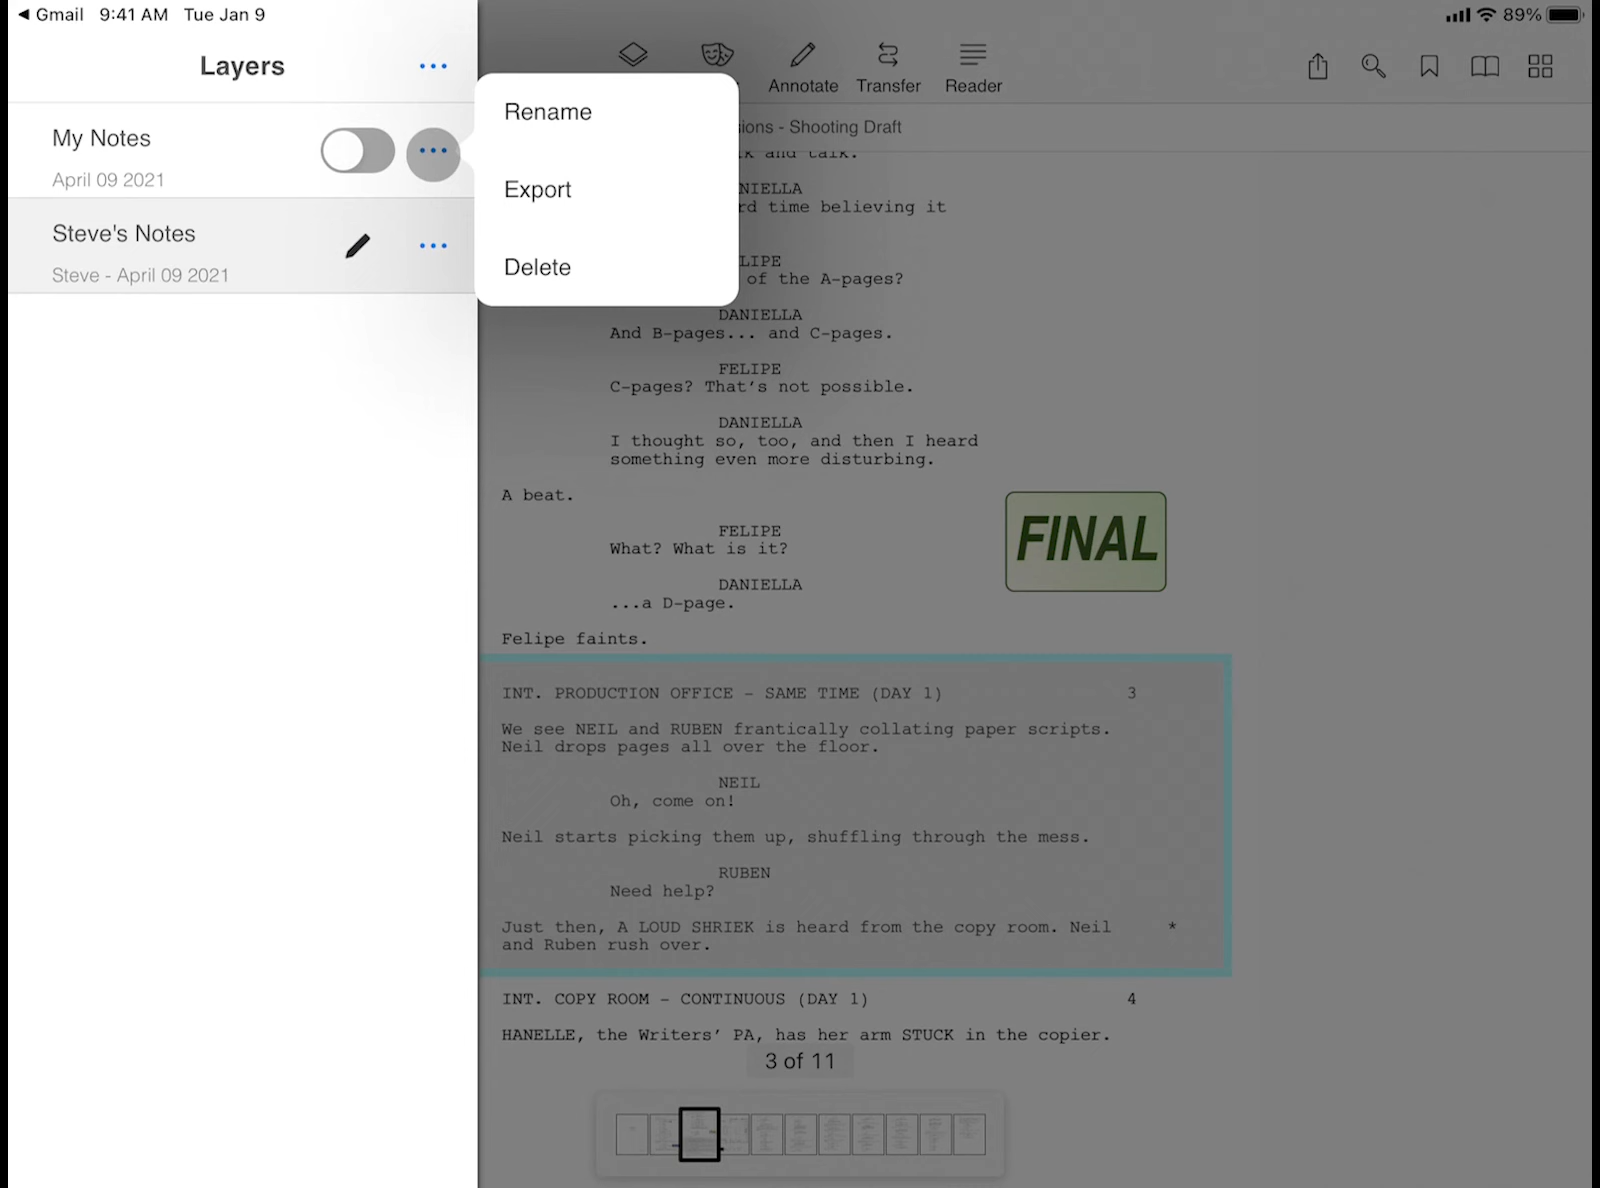 Gmail 9:41 AM Tue Jan 9
89%
Layers
My Notes
April 09 2021
Steve's Notes
Steve - April 09 2021
Rename
Export
Delete
Annotate
Transfer
Reader
- Shooting Draft
and talk.
time believing it
of the A-pages?
DANIELLA
And B-pages... and C-pages.
FELIPE
C-pages? That's not possible.
DANIELLA
I thought so, too, and then I heard
something even more disturbing.
A beat.
FELIPE
What? What is it?
DANIELLA
...a D-page.
Felipe faints.
FINAL
INT. PRODUCTION OFFICE - SAME TIME (DAY 1) 3
We see NEIL and RUBEN frantically collating paper scripts.
Neil drops pages all over the floor.
NEIL
Oh, come on!
Neil starts picking them up, shuffling through the mess.
RUBEN
Need help?
Just then, A LOUD SHRIEK is heard from the copy room. Neil *
and Ruben rush over.
INT. COPY ROOM - CONTINUOUS (DAY 1) 4
HANELLE, the Writers' PA, has her arm STUCK in the copier.
3 of 11